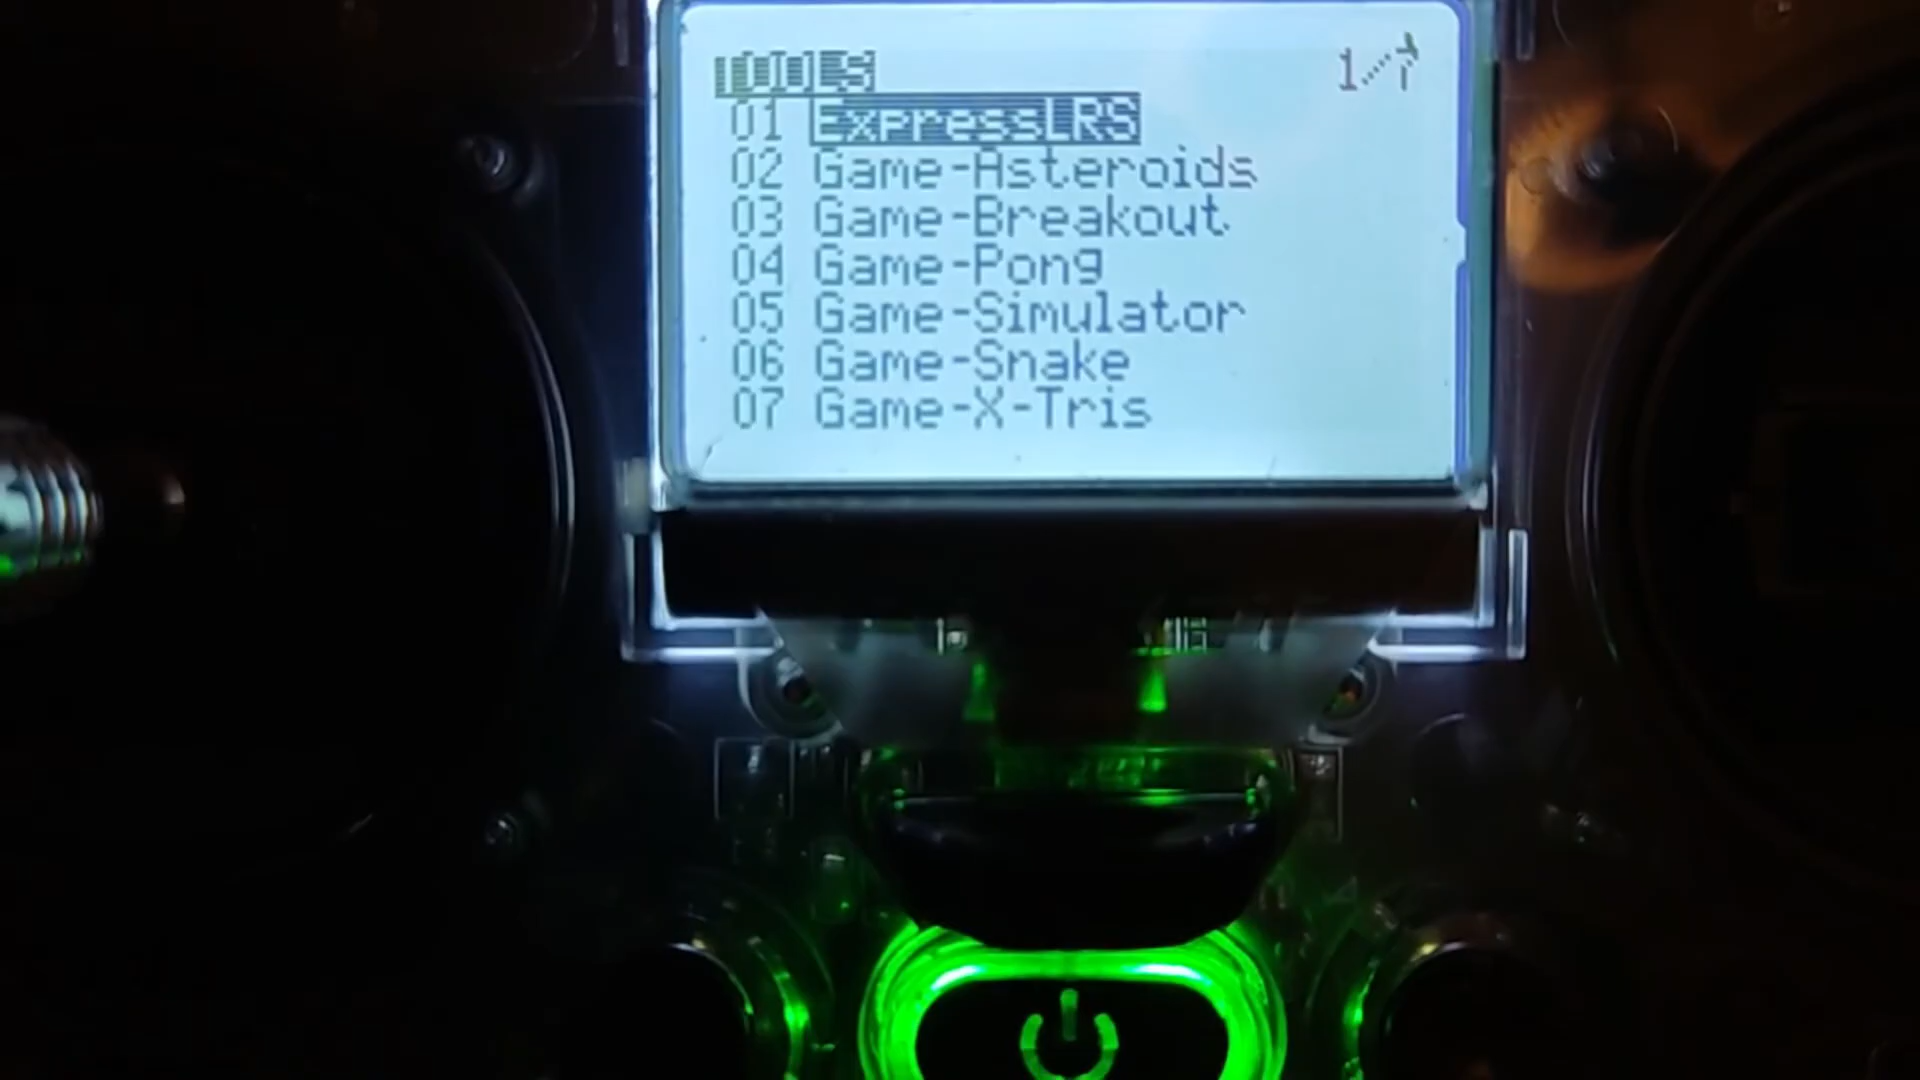 TOOLS 1/7
01 ExpressLRS
02 Game-Asteroids
03 Game-Breakout
04 Game-Pong
05 Game-Simulator
06 Game-Snake
07 Game-X-Tris